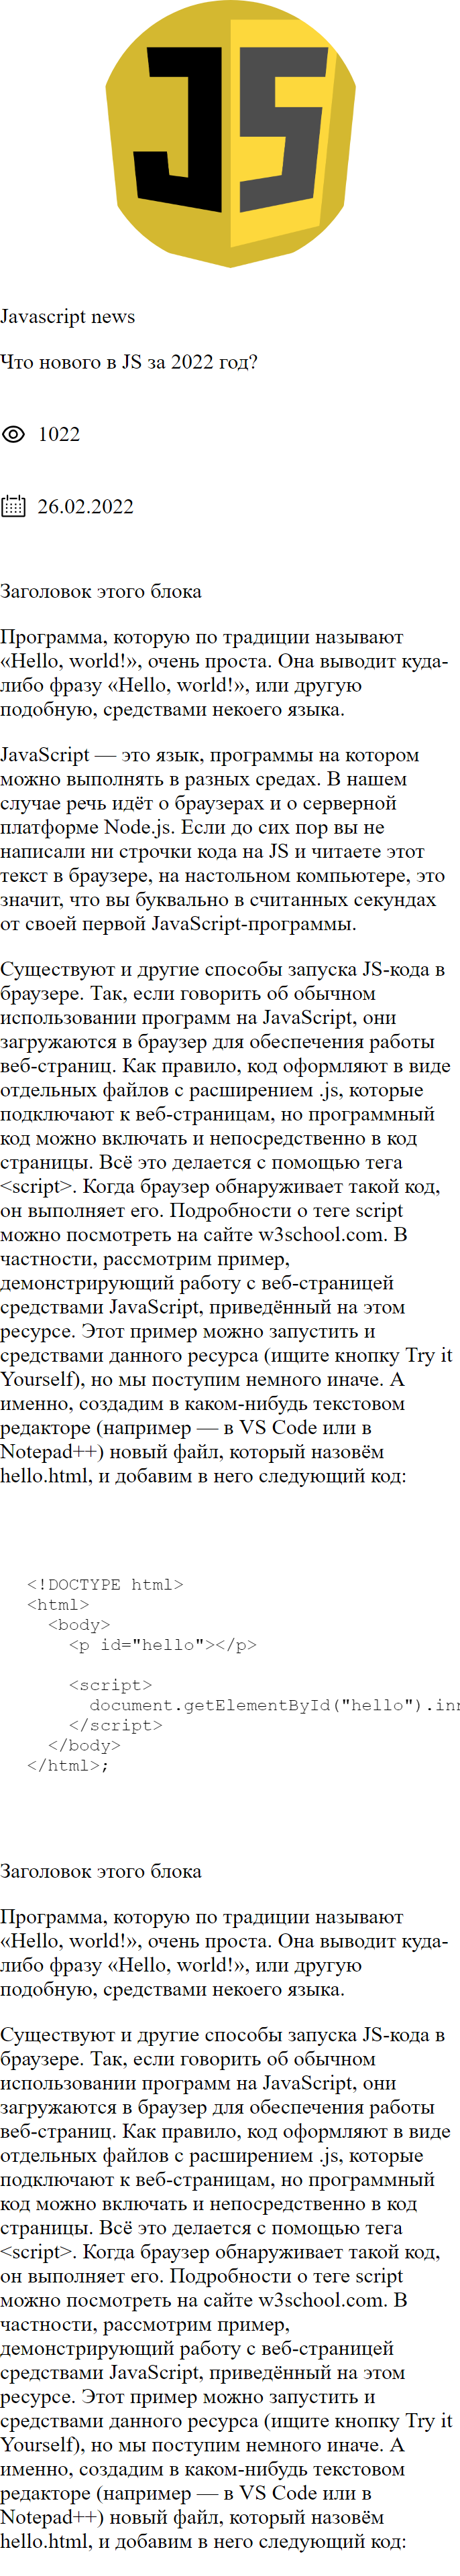 JS
Javascript news
Что нового в JS за 2022 год?
1022
26.02.2022
Заголовок этого блока
Программа, которую по традиции называют
«Hello, world!», очень проста. Она выводит куда-
либо фразу «Hello, world!», или другую
подобную, средствами некоего языка.
JavaScript — это язык, программы на котором
можно выполнять в разных средах. В нашем
случае речь идёт о браузерах и о серверной
платформе Node.js. Если до сих пор вы не
написали ни строчки кода на JS и читаете этот
текст в браузере, на настольном компьютере, это
значит, что вы буквально в считанных секундах
от своей первой JavaScript-программы.
Существуют и другие способы запуска JS-кода в
браузере. Так, если говорить об обычном
использовании программ на JavaScript, они
загружаются в браузер для обеспечения работы
веб-страниц. Как правило, код оформляют в виде
отдельных файлов с расширением .js, которые
подключают к веб-страницам, но программный
код можно включать и непосредственно в код
страницы. Всё это делается с помощью тега
<script>. Когда браузер обнаруживает такой код,
он выполняет его. Подробности о теге script
можно посмотреть на сайте w3school.com. В
частности, рассмотрим пример,
демонстрирующий работу с веб-страницей
средствами JavaScript, приведённый на этом
ресурсе. Этот пример можно запустить и
средствами данного ресурса (ищите кнопку Try it
Yourself), но мы поступим немного иначе. А
именно, создадим в каком-нибудь текстовом
редакторе (например — в VS Code или в
Notepad++) новый файл, который назовём
hello.html, и добавим в него следующий код:
<!DOCTYPE html>
<html>
<body>
<p id="hello"></p>
<script>
document.getElementById("hello").inn
</script>
</body>
</html>;
Заголовок этого блока
Программа, которую по традиции называют
«Hello, world!», очень проста. Она выводит куда-
либо фразу «Hello, world!», или другую
подобную, средствами некоего языка.
Существуют и другие способы запуска JS-кода в
браузере. Так, если говорить об обычном
использовании программ на JavaScript, они
загружаются в браузер для обеспечения работы
веб-страниц. Как правило, код оформляют в виде
отдельных файлов с расширением .js, которые
подключают к веб-страницам, но программный
код можно включать и непосредственно в код
страницы. Всё это делается с помощью тега
<script>. Когда браузер обнаруживает такой код,
он выполняет его. Подробности о теге script
можно посмотреть на сайте w3school.com. В
частности, рассмотрим пример,
демонстрирующий работу с веб-страницей
средствами JavaScript, приведённый на этом
ресурсе. Этот пример можно запустить и
средствами данного ресурса (ищите кнопку Try it
Yourself), но мы поступим немного иначе. А
именно, создадим в каком-нибудь текстовом
редакторе (например — в VS Code или в
Notepad++) новый файл, который назовём
hello.html, и добавим в него следующий код: